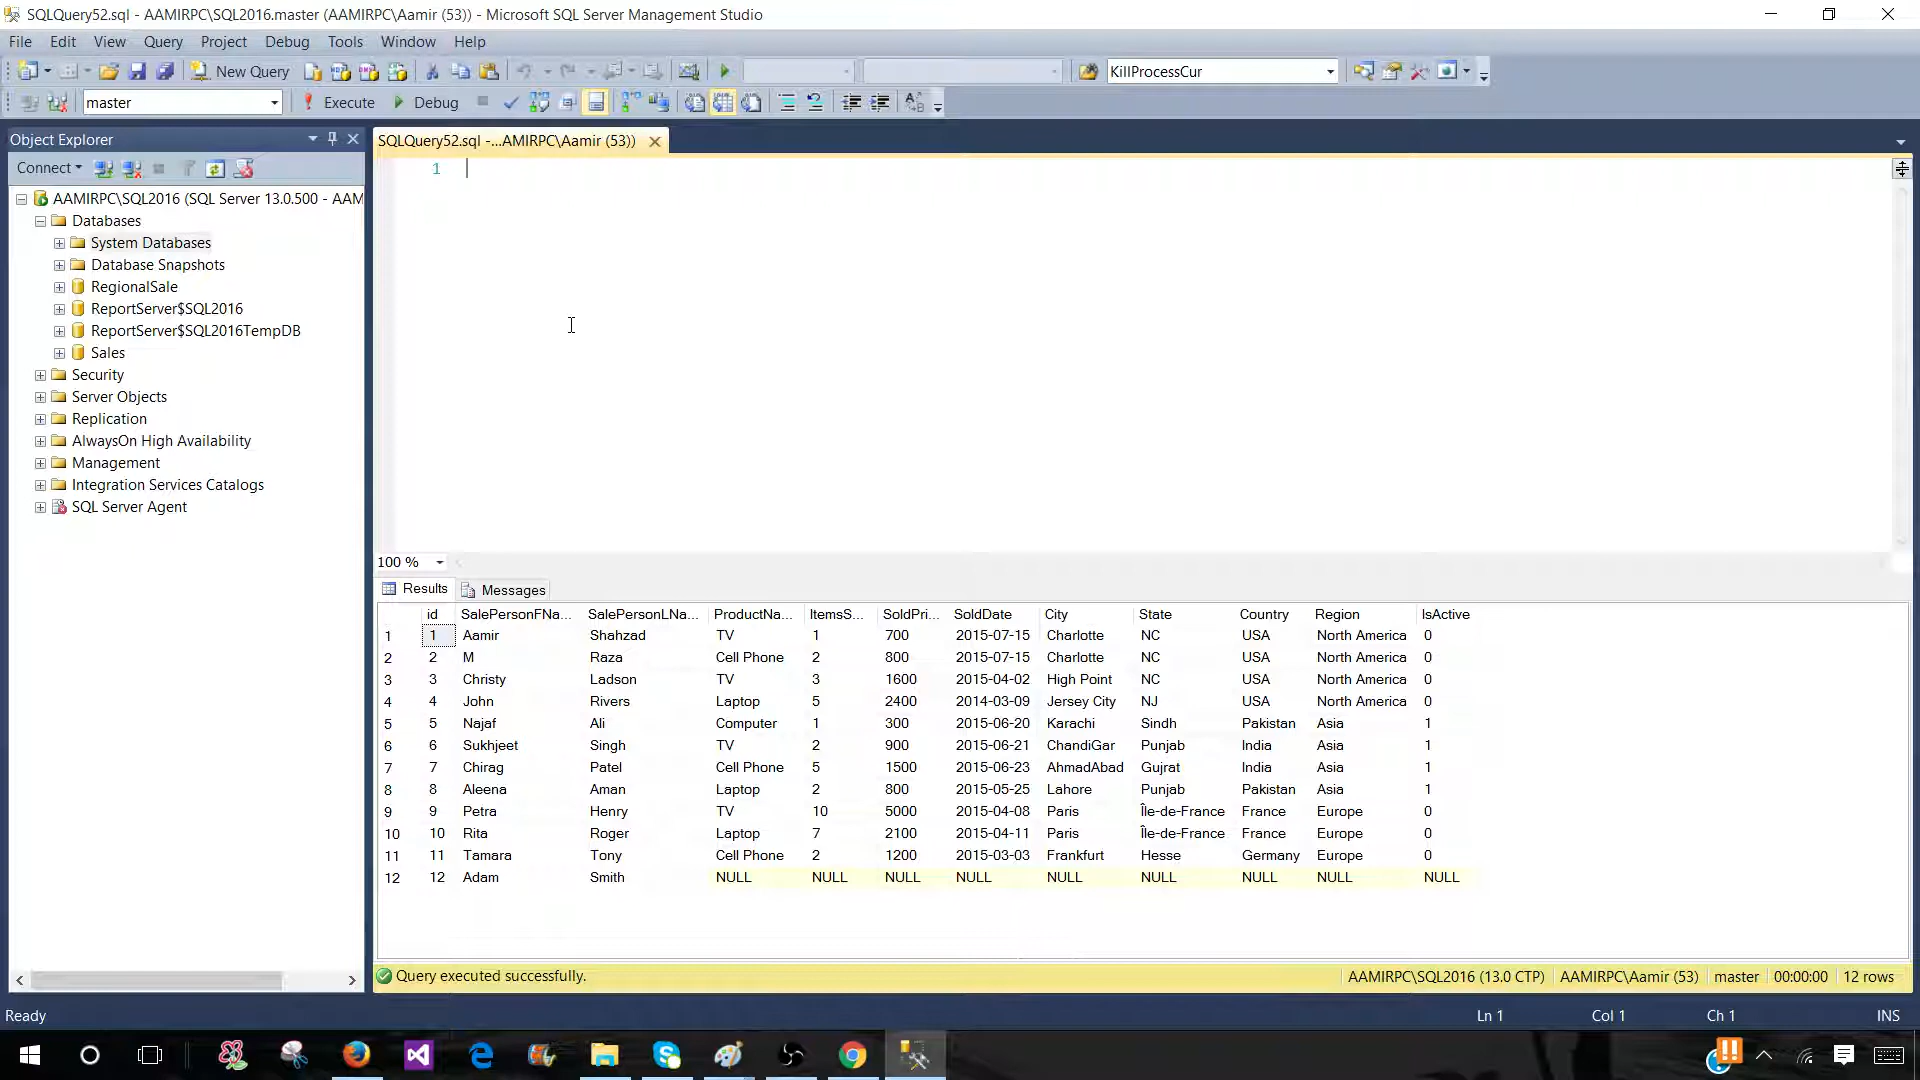 SQLQuery52.sql - AAMIRPC\SQL2016.master (AAMIRPC\Aamir (53)) - Microsoft SQL Server Management Studio
File Edit View Query Project Debug Tools Window Help
New Query KillProcessCur
master Execute Debug
Object Explorer
Connect
AAMIRPC\SQL2016 (SQL Server 13.0.500 - AAM
Databases
System Databases
Database Snapshots
RegionalSale
ReportServer$SQL2016
ReportServer$SQL2016TempDB
Sales
Security
Server Objects
Replication
AlwaysOn High Availability
Management
Integration Services Catalogs
SQL Server Agent
SQLQuery52.sql -...AMIRPC\Aamir (53))
1
100 %
Results Messages
id SalePersonFNa... SalePersonLNa... ProductNa... ItemsS... SoldPri... SoldDate City State Country Region IsActive
1 1 Aamir Shahzad TV 1 700 2015-07-15 Charlotte NC USA North America 0
2 2 M Raza Cell Phone 2 800 2015-07-15 Charlotte NC USA North America 0
3 3 Christy Ladson TV 3 1600 2015-04-02 High Point NC USA North America 0
4 4 John Rivers Laptop 5 2400 2014-03-09 Jersey City NJ USA North America 0
5 5 Najaf Ali Computer 1 300 2015-06-20 Karachi Sindh Pakistan Asia 1
6 6 Sukhjeet Singh TV 2 900 2015-06-21 ChandiGar Punjab India Asia 1
7 7 Chirag Patel Cell Phone 5 1500 2015-06-23 AhmadAbad Gujrat India Asia 1
8 8 Aleena Aman Laptop 2 800 2015-05-25 Lahore Punjab Pakistan Asia 1
9 9 Petra Henry TV 10 5000 2015-04-08 Paris Île-de-France France Europe 0
10 10 Rita Roger Laptop 7 2100 2015-04-11 Paris Île-de-France France Europe 0
11 11 Tamara Tony Cell Phone 2 1200 2015-03-03 Frankfurt Hesse Germany Europe 0
12 12 Adam Smith NULL NULL NULL NULL NULL NULL NULL NULL NULL
Query executed successfully. AAMIRPC\SQL2016 (13.0 CTP) AAMIRPC\Aamir (53) master 00:00:00 12 rows
Ready Ln 1 Col 1 Ch 1 INS